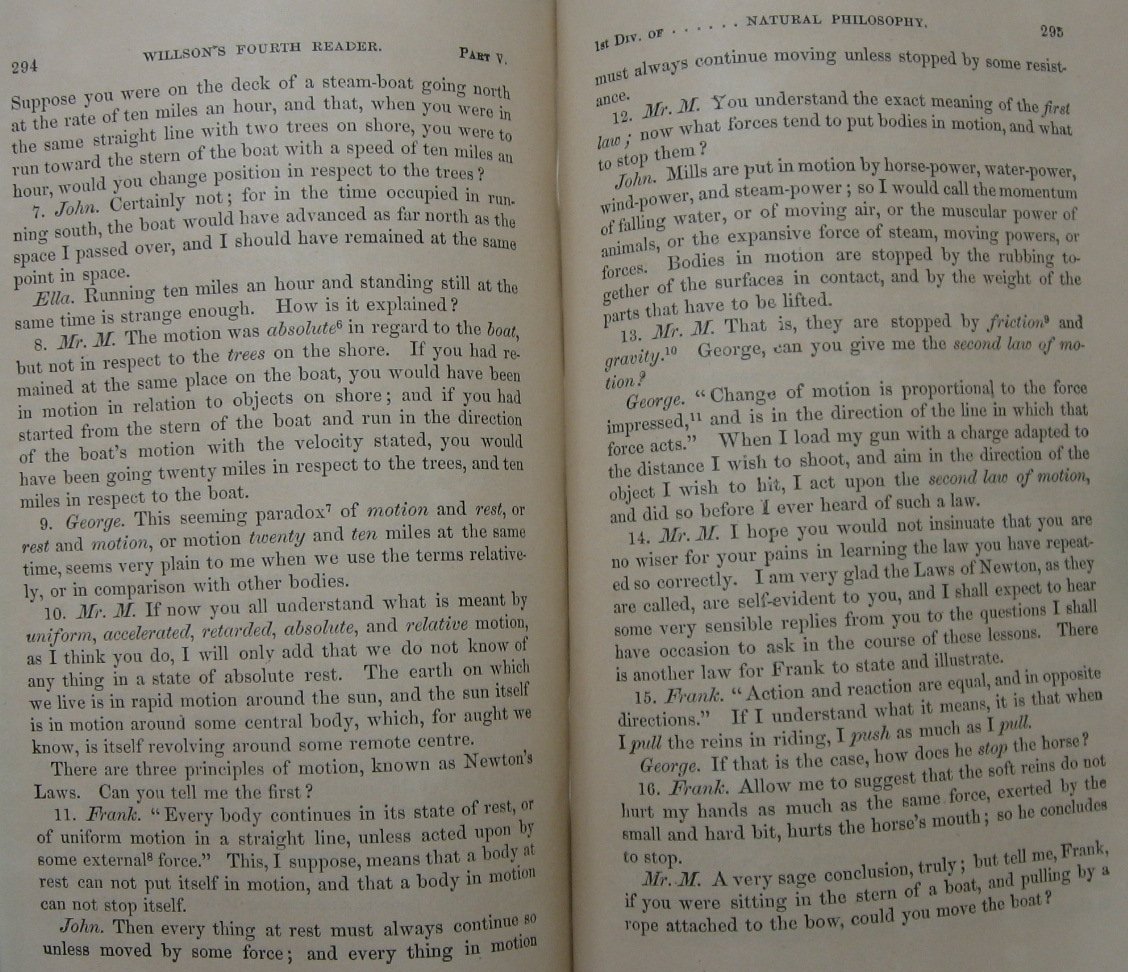 294
WILLSON'S FOURTH READER.
PART V.
Suppose you were on the deck of a steam-boat going north
at the rate of ten miles an hour, and that, when you were in
the same straight line with two trees on shore, you were to
run toward the stern of the boat with a speed of ten miles an
hour, would you change position in respect to the trees?
7. John. Certainly not; for in the time occupied in run-
ning south, the boat would have advanced as far north as the
space I passed over, and I should have remained at the same
point in space.
Ella. Running ten miles an hour and standing still at the
same time is strange enough. How is it explained?
8. Mr. M. The motion was absolute⁶ in regard to the boat,
but not in respect to the trees on the shore. If you had re-
mained at the same place on the boat, you would have been
in motion in relation to objects on shore; and if you had
started from the stern of the boat and run in the direction
of the boat's motion with the velocity stated, you would
have been going twenty miles in respect to the trees, and ten
miles in respect to the boat.
9. George. This seeming paradox⁷ of motion and rest, or
rest and motion, or motion twenty and ten miles at the same
time, seems very plain to me when we use the terms relative-
ly, or in comparison with other bodies.
10. Mr. M. If now you all understand what is meant by
uniform, accelerated, retarded, absolute, and relative motion,
as I think you do, I will only add that we do not know of
any thing in a state of absolute rest. The earth on which
we live is in rapid motion around the sun, and the sun itself
is in motion around some central body, which, for aught we
know, is itself revolving around some remote centre.
There are three principles of motion, known as Newton's
Laws. Can you tell me the first?
11. Frank. "Every body continues in its state of rest, or
of uniform motion in a straight line, unless acted upon by
some external⁸ force." This, I suppose, means that a body at
rest can not put itself in motion, and that a body in motion
can not stop itself.
John. Then every thing at rest must always continue so
unless moved by some force; and every thing in motion
1st DIV. OF . . . . . . NATURAL PHILOSOPHY.
295
must always continue moving unless stopped by some resist-
ance.
12. Mr. M. You understand the exact meaning of the first
law; now what forces tend to put bodies in motion, and what
to stop them?
John. Mills are put in motion by horse-power, water-power,
wind-power, and steam-power; so I would call the momentum
of falling water, or of moving air, or the muscular power of
animals, or the expansive force of steam, moving powers, or
forces. Bodies in motion are stopped by the rubbing to-
gether of the surfaces in contact, and by the weight of the
parts that have to be lifted.
13. Mr. M. That is, they are stopped by friction⁹ and
gravity.¹⁰ George, can you give me the second law of mo-
tion?
George. "Change of motion is proportional to the force
impressed,¹¹ and is in the direction of the line in which that
force acts." When I load my gun with a charge adapted to
the distance I wish to shoot, and aim in the direction of the
object I wish to hit, I act upon the second law of motion,
and did so before I ever heard of such a law.
14. Mr. M. I hope you would not insinuate that you are
no wiser for your pains in learning the law you have repeat-
ed so correctly. I am very glad the Laws of Newton, as they
are called, are self-evident to you, and I shall expect to hear
some very sensible replies from you to the questions I shall
have occasion to ask in the course of these lessons. There
is another law for Frank to state and illustrate.
15. Frank. "Action and reaction are equal, and in opposite
directions." If I understand what it means, it is that when
I pull the reins in riding, I push as much as I pull.
George. If that is the case, how does he stop the horse?
16. Frank. Allow me to suggest that the soft reins do not
hurt my hands as much as the same force, exerted by the
small and hard bit, hurts the horse's mouth; so he concludes
to stop.
Mr. M. A very sage conclusion, truly; but tell me, Frank,
if you were sitting in the stern of a boat, and pulling by a
rope attached to the bow, could you move the boat?